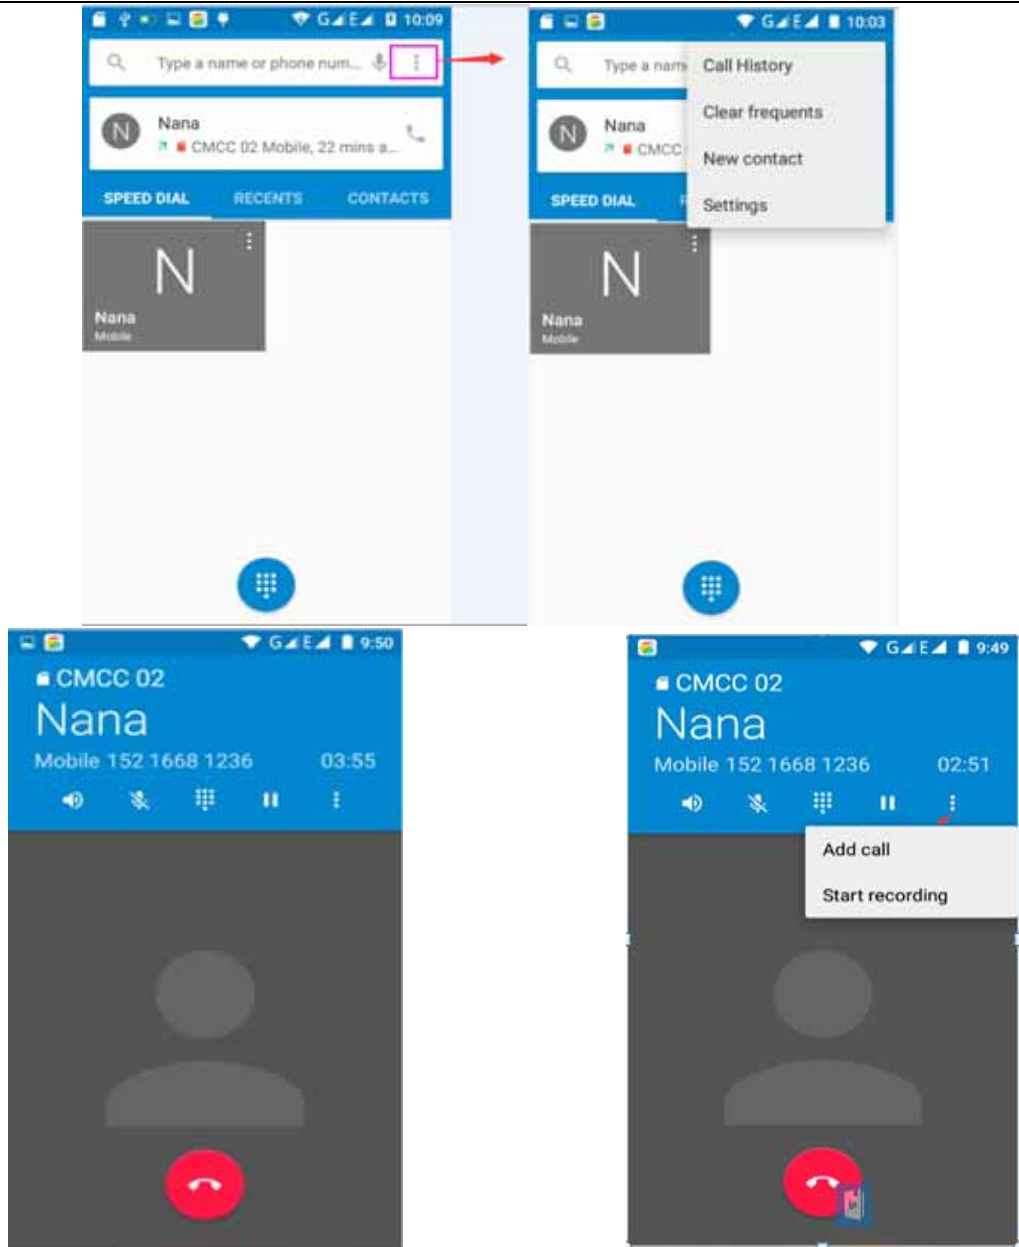 G E 10:09
Type a name or phone num...
N
Nana
CMCC 02 Mobile, 22 mins a...
SPEED DIAL RECENTS CONTACTS
N
Nana
Mobile
G E 10:03
Type a nam
Call History
Clear frequents
New contact
Settings
N
Nana
CMCC
SPEED DIAL
N
Nana
Mobile
G E 9:50
CMCC 02
Nana
Mobile 152 1668 1236 03:55
G E 9:49
CMCC 02
Nana
Mobile 152 1668 1236 02:51
Add call
Start recording